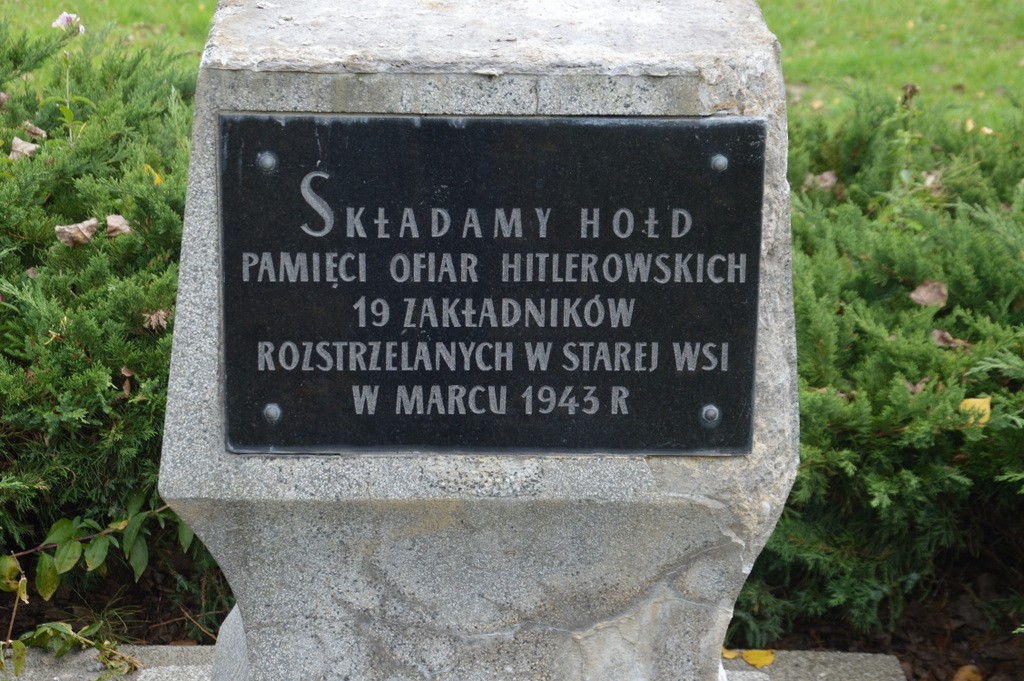 SKŁADAMY HOŁD
PAMIĘCI OFIAR HITLEROWSKICH
19 ZAKŁADNIKÓW
ROZSTRZELANYCH W STAREJ WSI
W MARCU 1943 R